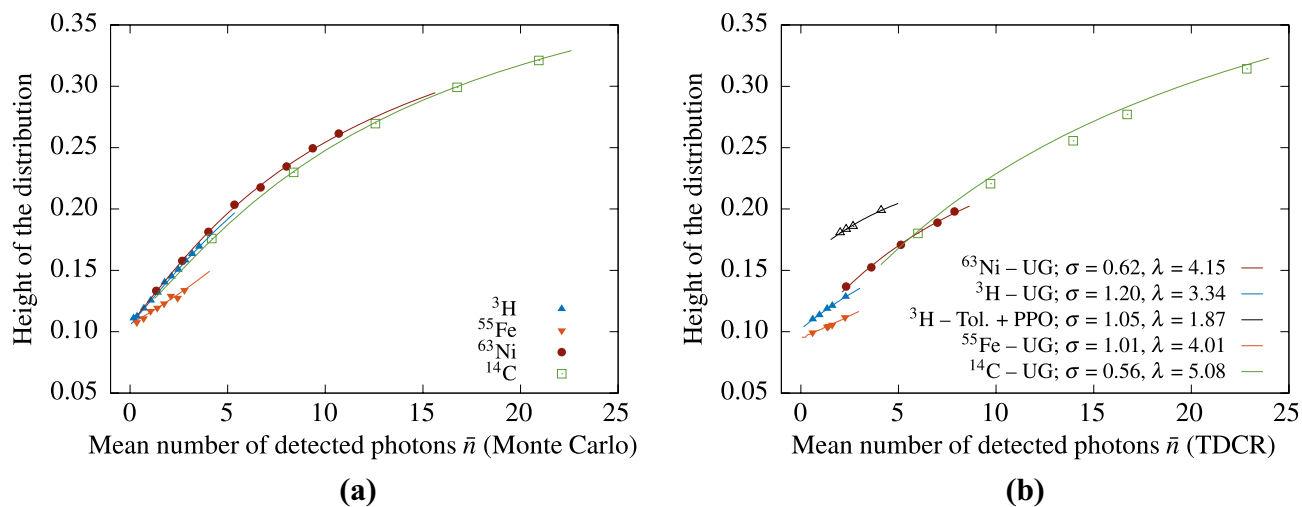 0.35
0.30
0.25
0.20
0.15
0.10
0.05
Height of the distribution
³H
⁵⁵Fe
⁶³Ni
¹⁴C
0 5 10 15 20 25
Mean number of detected photons n̄ (Monte Carlo)
(a)
0.35
0.30
0.25
0.20
0.15
0.10
0.05
Height of the distribution
⁶³Ni – UG; σ = 0.62, λ = 4.15
³H – UG; σ = 1.20, λ = 3.34
³H – Tol. + PPO; σ = 1.05, λ = 1.87
⁵⁵Fe – UG; σ = 1.01, λ = 4.01
¹⁴C – UG; σ = 0.56, λ = 5.08
0 5 10 15 20 25
Mean number of detected photons n̄ (TDCR)
(b)